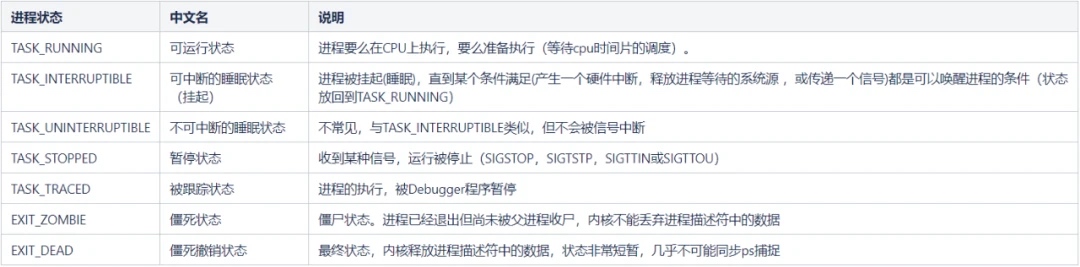 进程状态 中文名 说明
TASK_RUNNING 可运行状态 进程要么在CPU上执行，要么准备执行（等待cpu时间片的调度）。
TASK_INTERRUPTIBLE 可中断的睡眠状态 进程被挂起(睡眠)，直到某个条件满足(产生一个硬件中断，释放进程等待的系统源 ，或传递一个信号)都是可以唤醒进程的条件（状态
（挂起） 放回到TASK_RUNNING）
TASK_UNINTERRUPTIBLE 不可中断的睡眠状态 不常见，与TASK_INTERRUPTIBLE类似，但不会被信号中断
TASK_STOPPED 暂停状态 收到某种信号，运行被停止（SIGSTOP，SIGTSTP，SIGTTIN或SIGTTOU）
TASK_TRACED 被跟踪状态 进程的执行，被Debugger程序暂停
EXIT_ZOMBIE 僵死状态 僵尸状态。进程已经退出但尚未被父进程收尸，内核不能丢弃进程描述符中的数据
EXIT_DEAD 僵死撤销状态 最终状态，内核释放进程描述符中的数据，状态非常短暂，几乎不可能同步ps捕捉